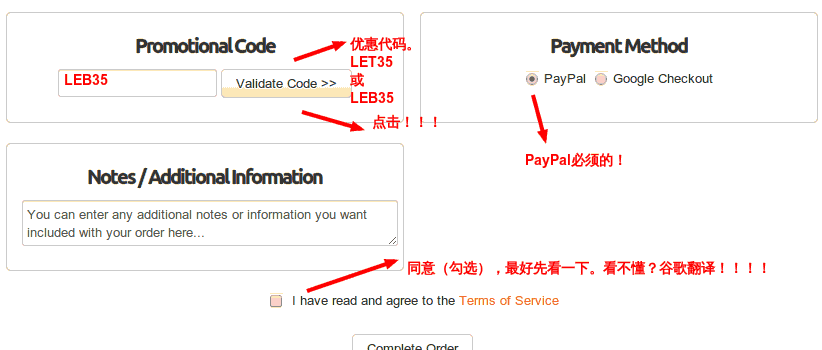 Promotional Code
LEB35
Validate Code >>
优惠代码。
LET35
或
LEB35
点击！！！
Payment Method
PayPal
Google Checkout
PayPal必须的！
Notes / Additional Information
You can enter any additional notes or information you want
included with your order here...
同意（勾选），最好先看一下。看不懂？谷歌翻译！！！！
I have read and agree to the Terms of Service
Complete Order